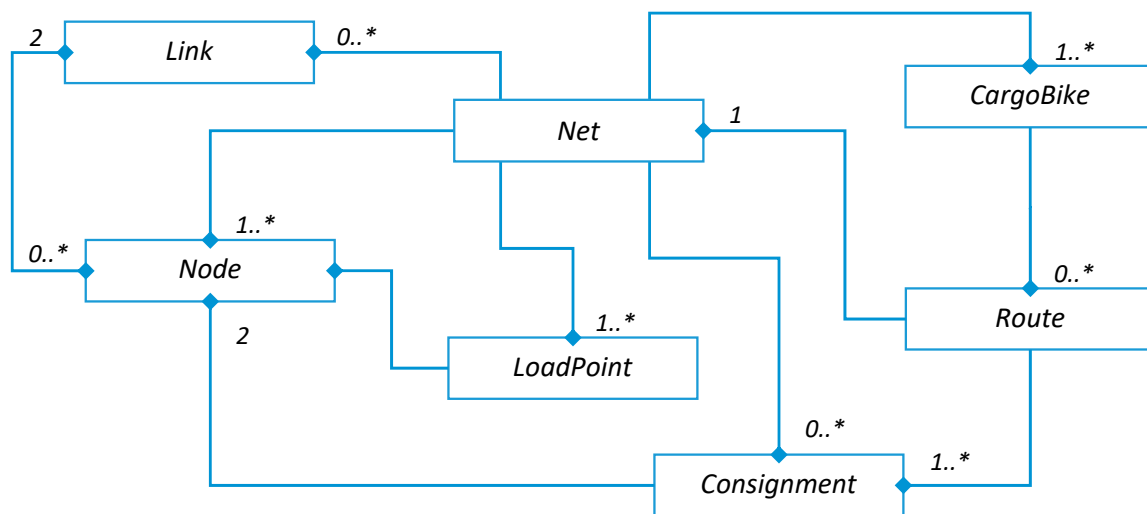 2
Link
0..*
1..*
CargoBike
Net
1
1..*
0..*
Node
2
1..*
LoadPoint
0..*
Route
0..*
1..*
Consignment